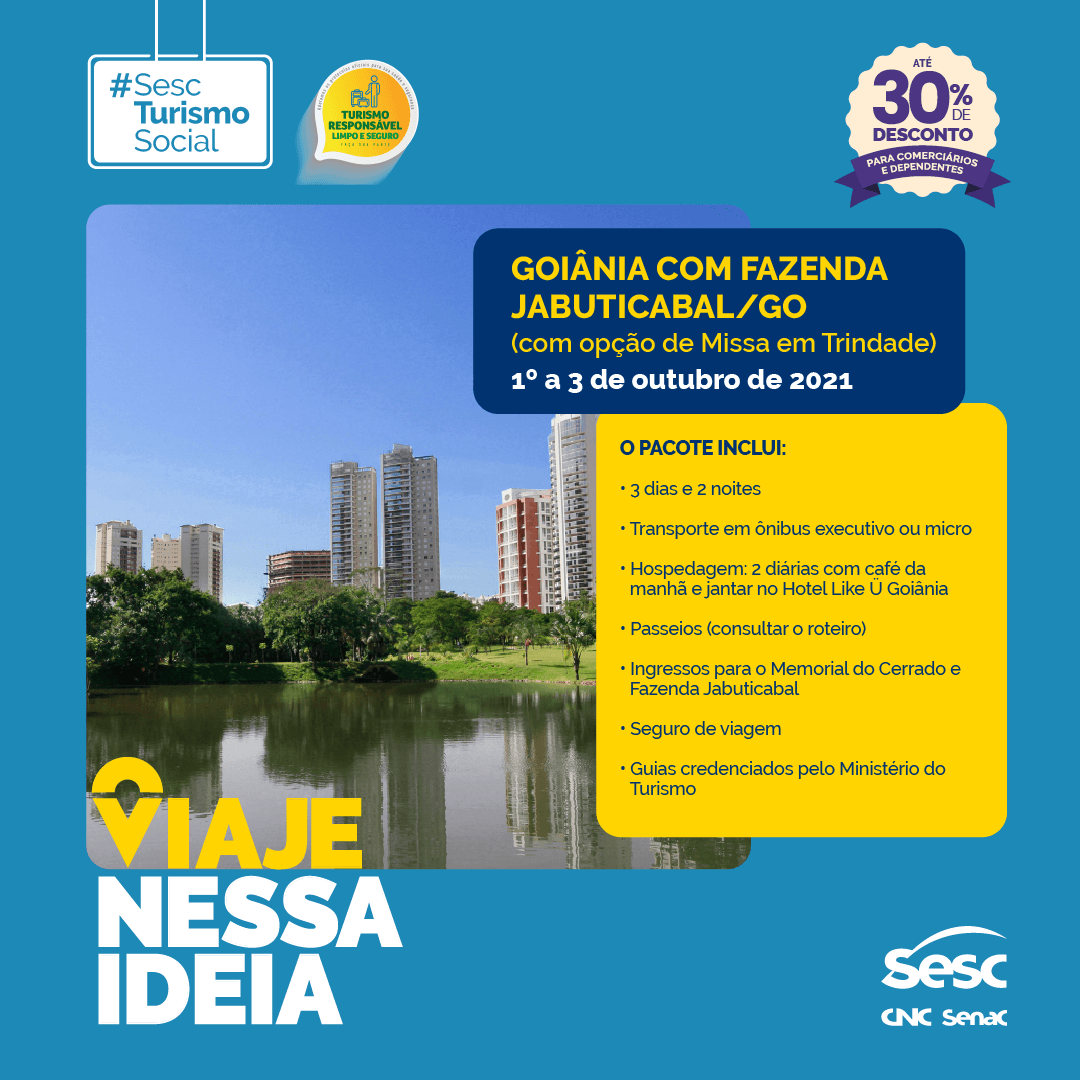 #Sesc
Turismo
Social
TURISMO
RESPONSÁVEL
LIMPO E SEGURO
FAÇA SUA PARTE
ATÉ
30%
DE
DESCONTO
PARA COMERCIÁRIOS
E DEPENDENTES
GOIÂNIA COM FAZENDA
JABUTICABAL/GO
(com opção de Missa em Trindade)
1º a 3 de outubro de 2021
O PACOTE INCLUI:
• 3 dias e 2 noites
• Transporte em ônibus executivo ou micro
• Hospedagem: 2 diárias com café da
manhã e jantar no Hotel Like Ü Goiânia
• Passeios (consultar o roteiro)
• Ingressos para o Memorial do Cerrado e
Fazenda Jabuticabal
• Seguro de viagem
• Guias credenciados pelo Ministério do
Turismo
VIAJE
NESSA
IDEIA
Sesc
CNC Senac